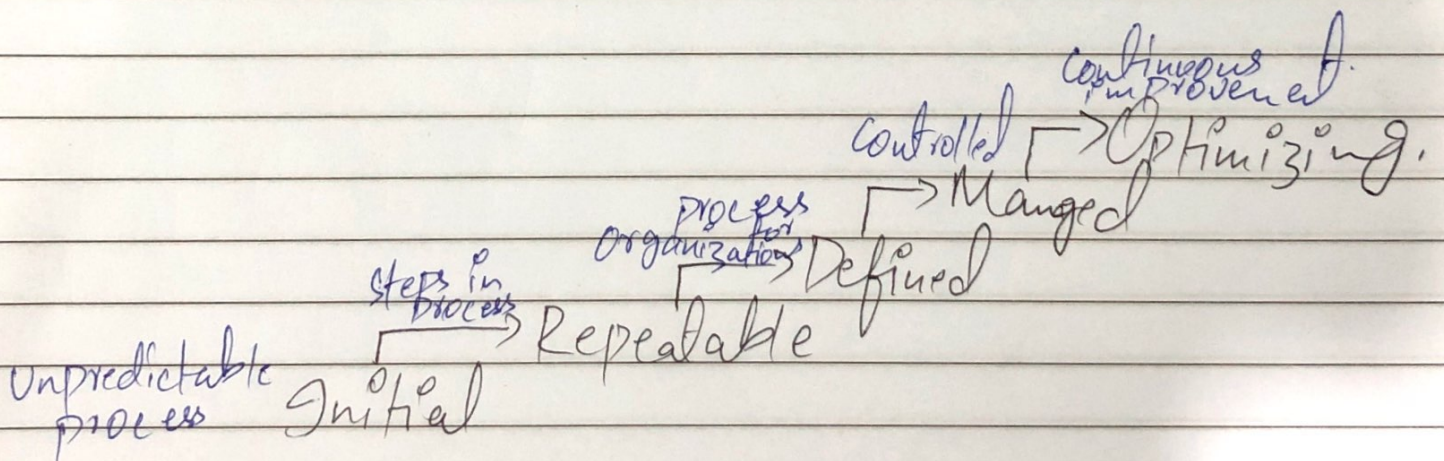 Continuous
improvement.
Controlled
Optimizing.
Manged
process
for
organization
Defined
steps in
process
Repeatable
Unpredictable
process
Initial